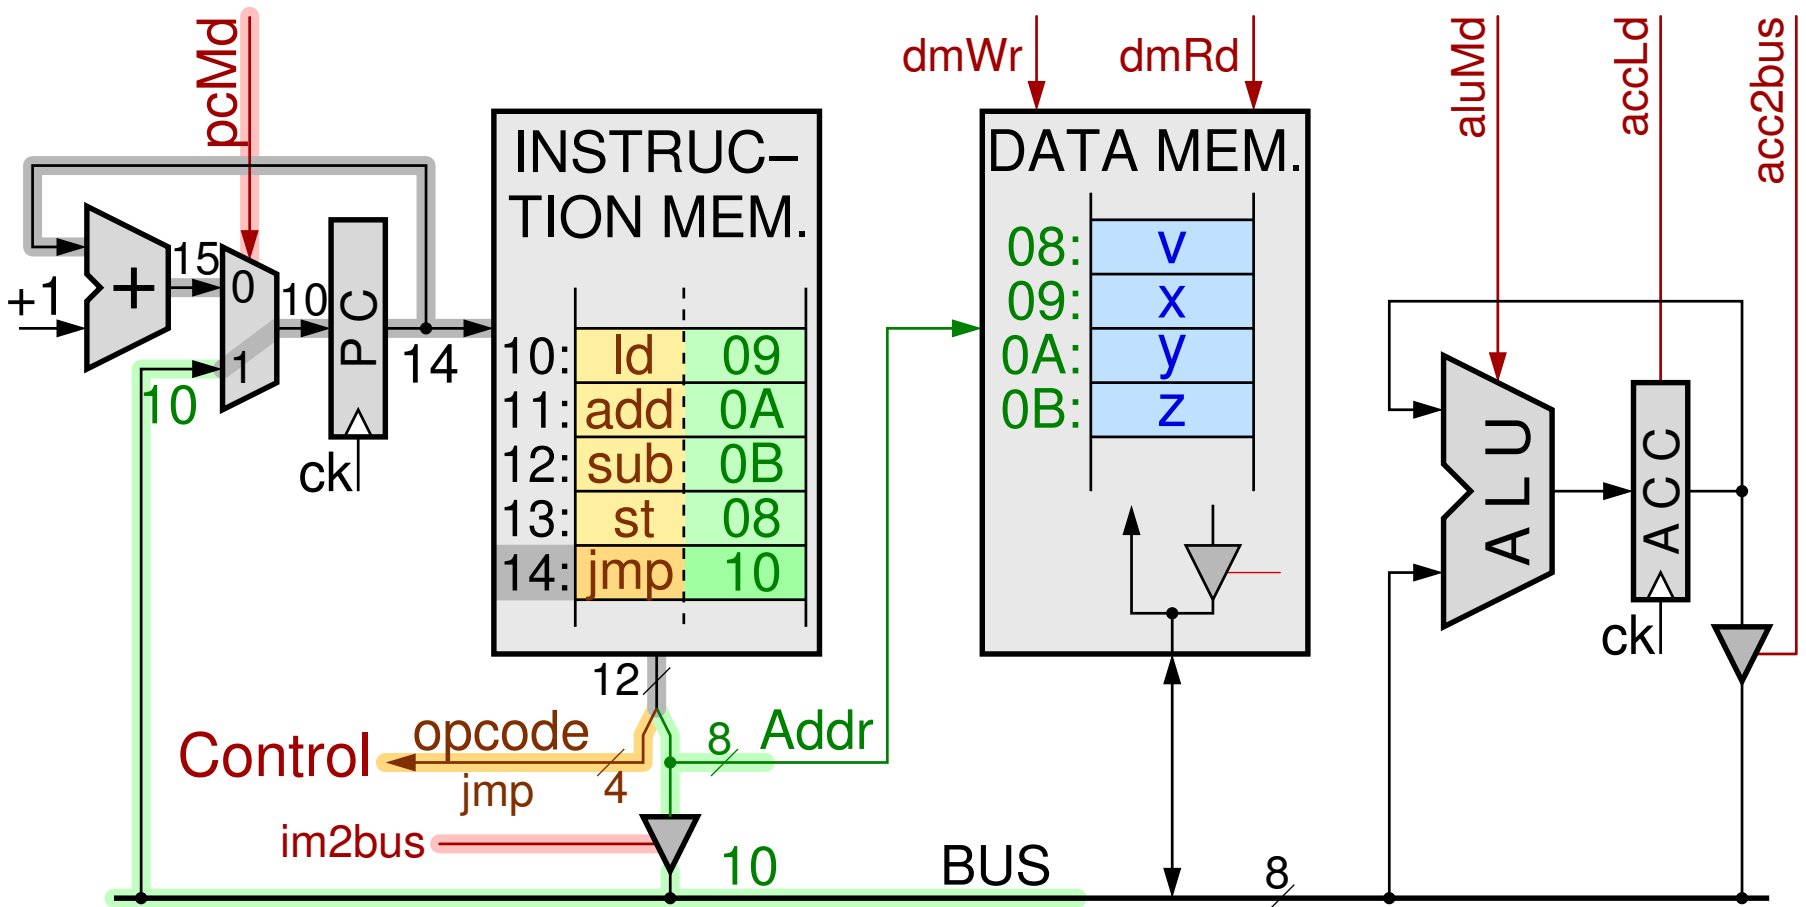 pcMd
dmWr
dmRd
aluMd
accLd
acc2bus
INSTRUC–
TION MEM.
DATA MEM.
+1
+
15
0
1
10
10
P C
ck
14
10: ld 09
11: add 0A
12: sub 0B
13: st 08
14: jmp 10
08: v
09: x
0A: y
0B: z
A L U
A C C
ck
12
Control
opcode
jmp
4
8
Addr
im2bus
10
BUS
8